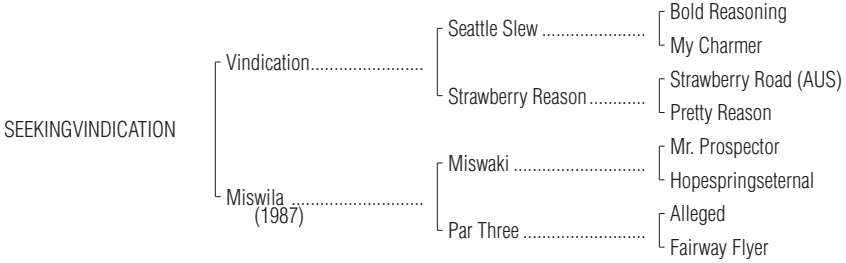 Bold Reasoning
Seattle Slew ......................
My Charmer
Vindication........................
Strawberry Road (AUS)
Strawberry Reason ............
Pretty Reason
SEEKINGVINDICATION
Mr. Prospector
Miswaki ............................
Hopespringseternal
Miswila ............................
(1987)
Alleged
Par Three .........................
Fairway Flyer